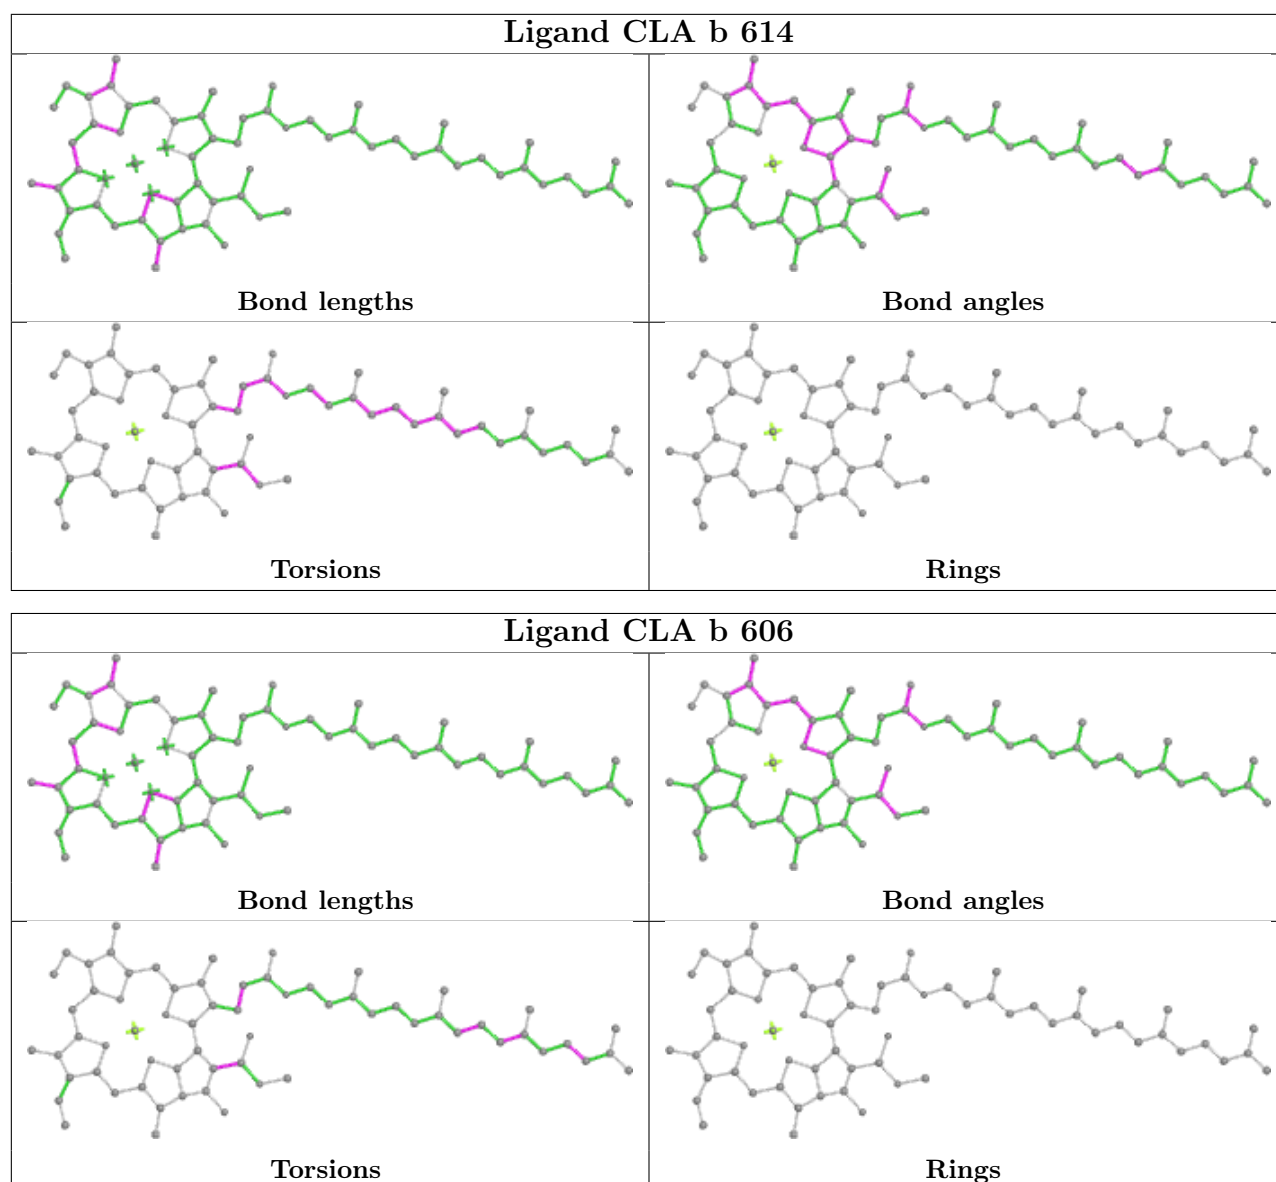 Ligand CLA b 614
Bond lengths
Bond angles
Torsions
Rings
Ligand CLA b 606
Bond lengths
Bond angles
Torsions
Rings